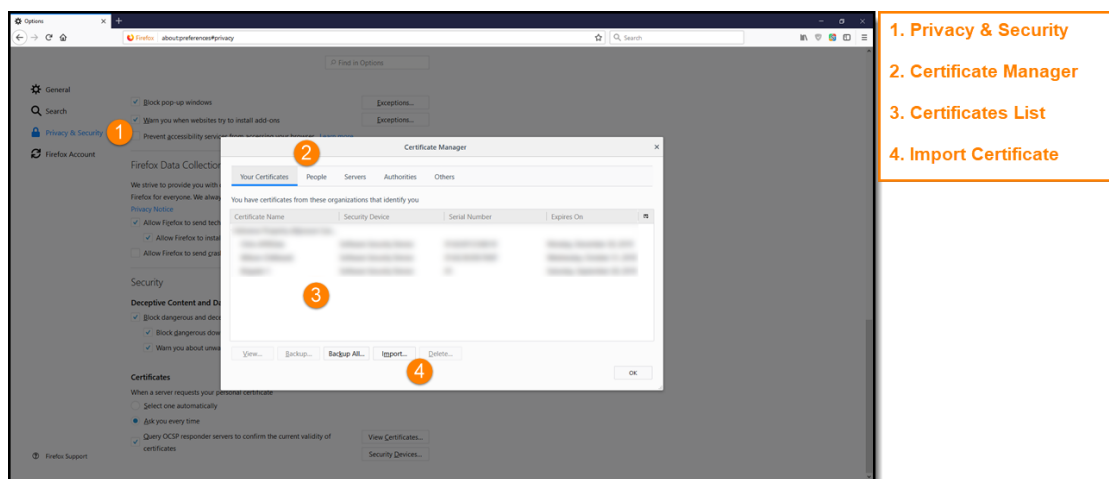 Options
Firefox about:preferences#privacy
Search
Find in Options
General
Search
Privacy & Security
Firefox Account
Block pop-up windows
Exceptions...
Warn you when websites try to install add-ons
Exceptions...
Prevent accessibility services from accessing your browser Learn more
1
Firefox Data Collection
We strive to provide you with
Firefox for everyone. We alway
Privacy Notice
Allow Firefox to send tech
Allow Firefox to instal
Allow Firefox to send
Security
Deceptive Content and Da
Block dangerous and dece
Block dangerous dow
Warn you about unwa
Certificates
When a server requests your personal certificate
Select one automatically
Ask you every time
Query OCSP responder servers to confirm the current validity of
certificates
View Certificates...
Security Devices...
Firefox Support
Certificate Manager
2
Your Certificates People Servers Authorities Others
You have certificates from these organizations that identify you
Certificate Name Security Device Serial Number Expires On
3
View... Backup... Backup All... Import... Delete...
4
OK
1. Privacy & Security
2. Certificate Manager
3. Certificates List
4. Import Certificate